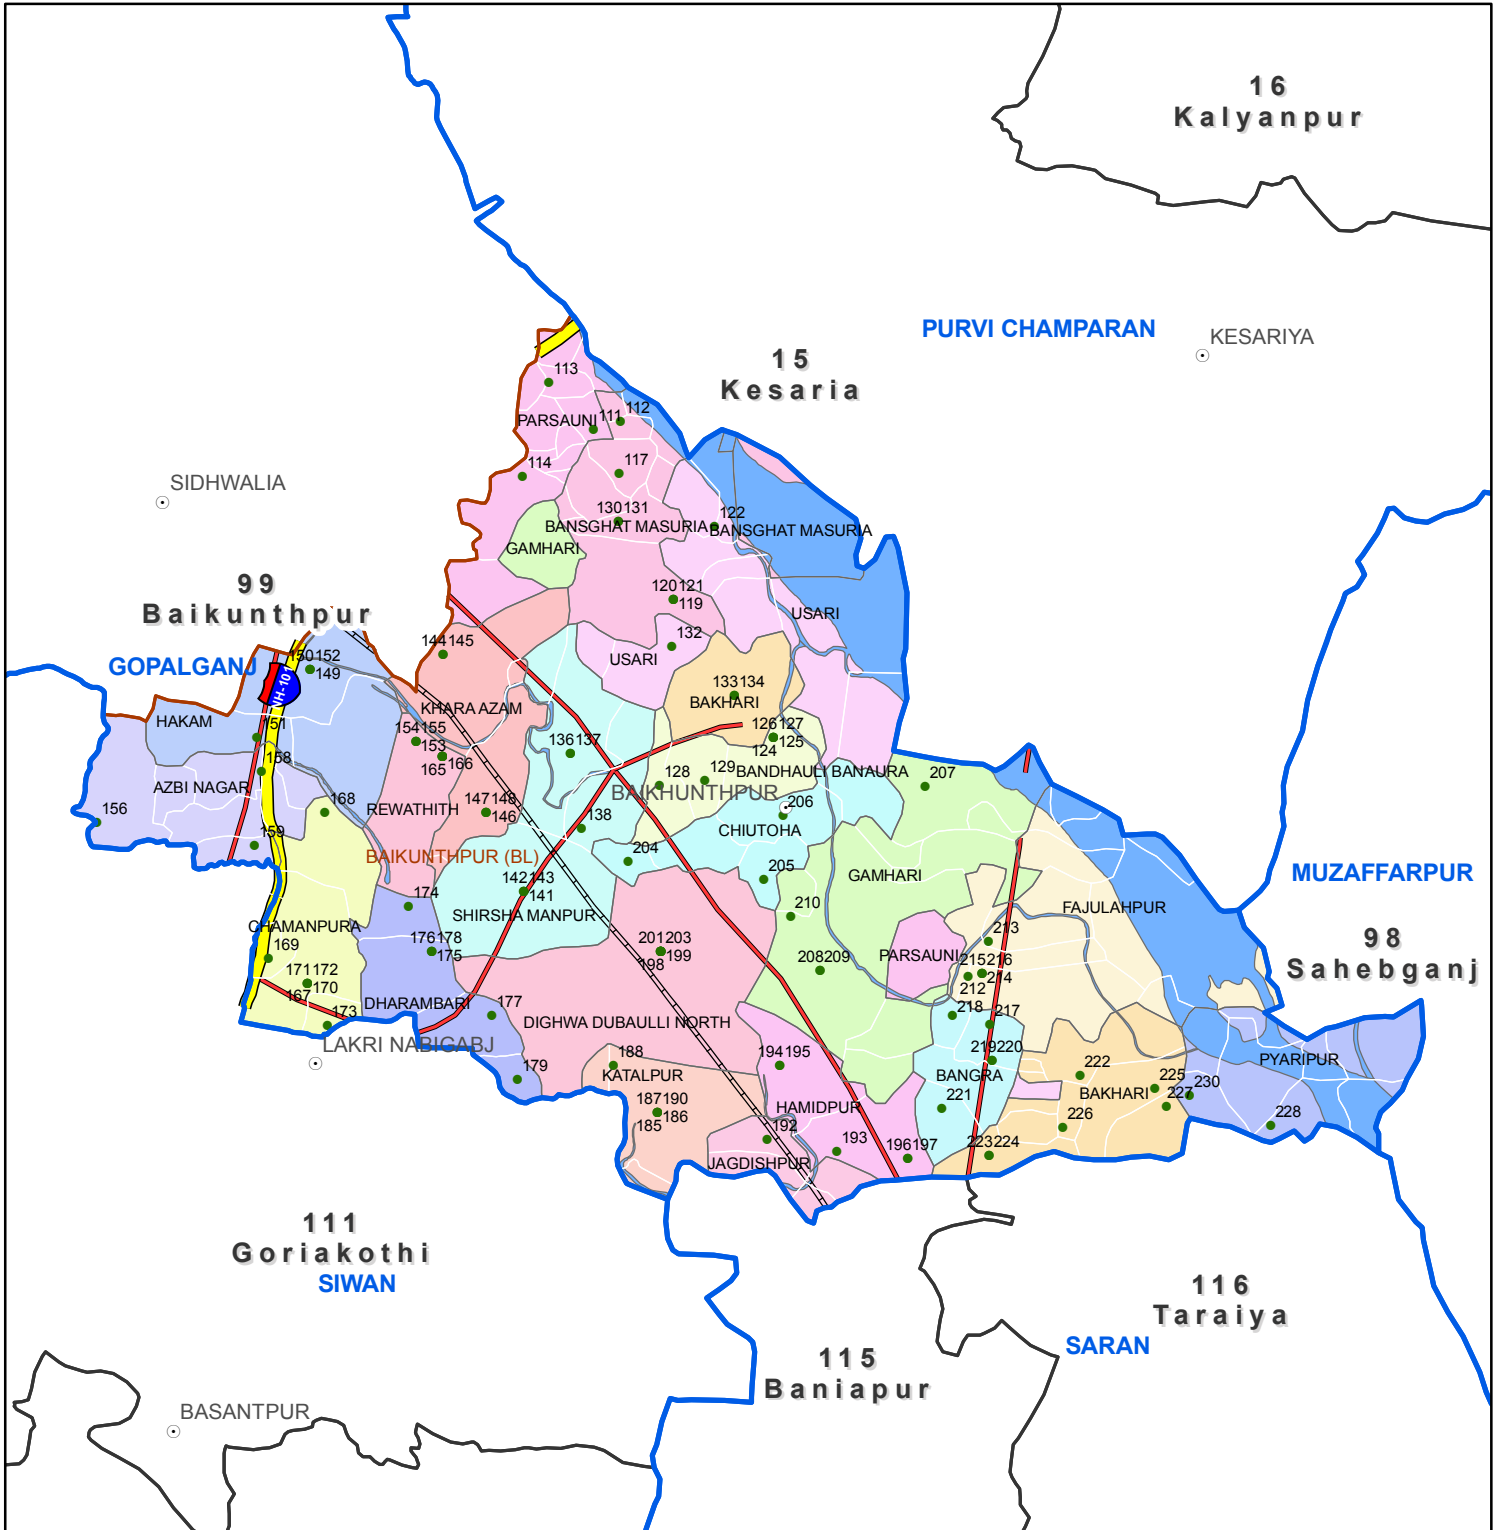 16
Kalyanpur
PURVI CHAMPARAN
KESARIYA
15
Kesaria
113
112
PARSAUNI
111
114
117
SIDHWALIA
130131
122
BANSGHAT MASURIA
BANSGHAT MASURIA
GAMHARI
99
Baikunthpur
120121
119
USARI
132
144145
USARI
GOPALGANJ
150152
149
NH-101
133134
BAKHARI
KHARA AZAM
HAKAM
51
154155
153
165
166
136137
126127
125
124
BANDHAULI BANAURA
158
AZBI NAGAR
128
129
207
BAIKHUNTHPUR
156
168
REWATHITH
147148
146
206
CHIUTOHA
138
159
BAIKUNTHPUR (BL)
204
205
GAMHARI
MUZAFFARPUR
142143
141
174
SHIRSHA MANPUR
210
FAJULAHPUR
CHAMANPURA
169
176178
175
201203
199
198
213
PARSAUNI
98
Sahebganj
208209
215216
214
212
171172
170
167
173
DHARAMBARI
177
218
217
DIGHWA DUBAULLI NORTH
LAKRI NABIGABJ
219220
PYARIPUR
188
194195
179
KATALPUR
BANGRA
222
BAKHARI
225
230
227
187190
186
185
HAMIDPUR
221
228
226
192
193
196197
223224
JAGDISHPUR
111
Goriakothi
SIWAN
116
Taraiya
SARAN
115
Baniapur
BASANTPUR